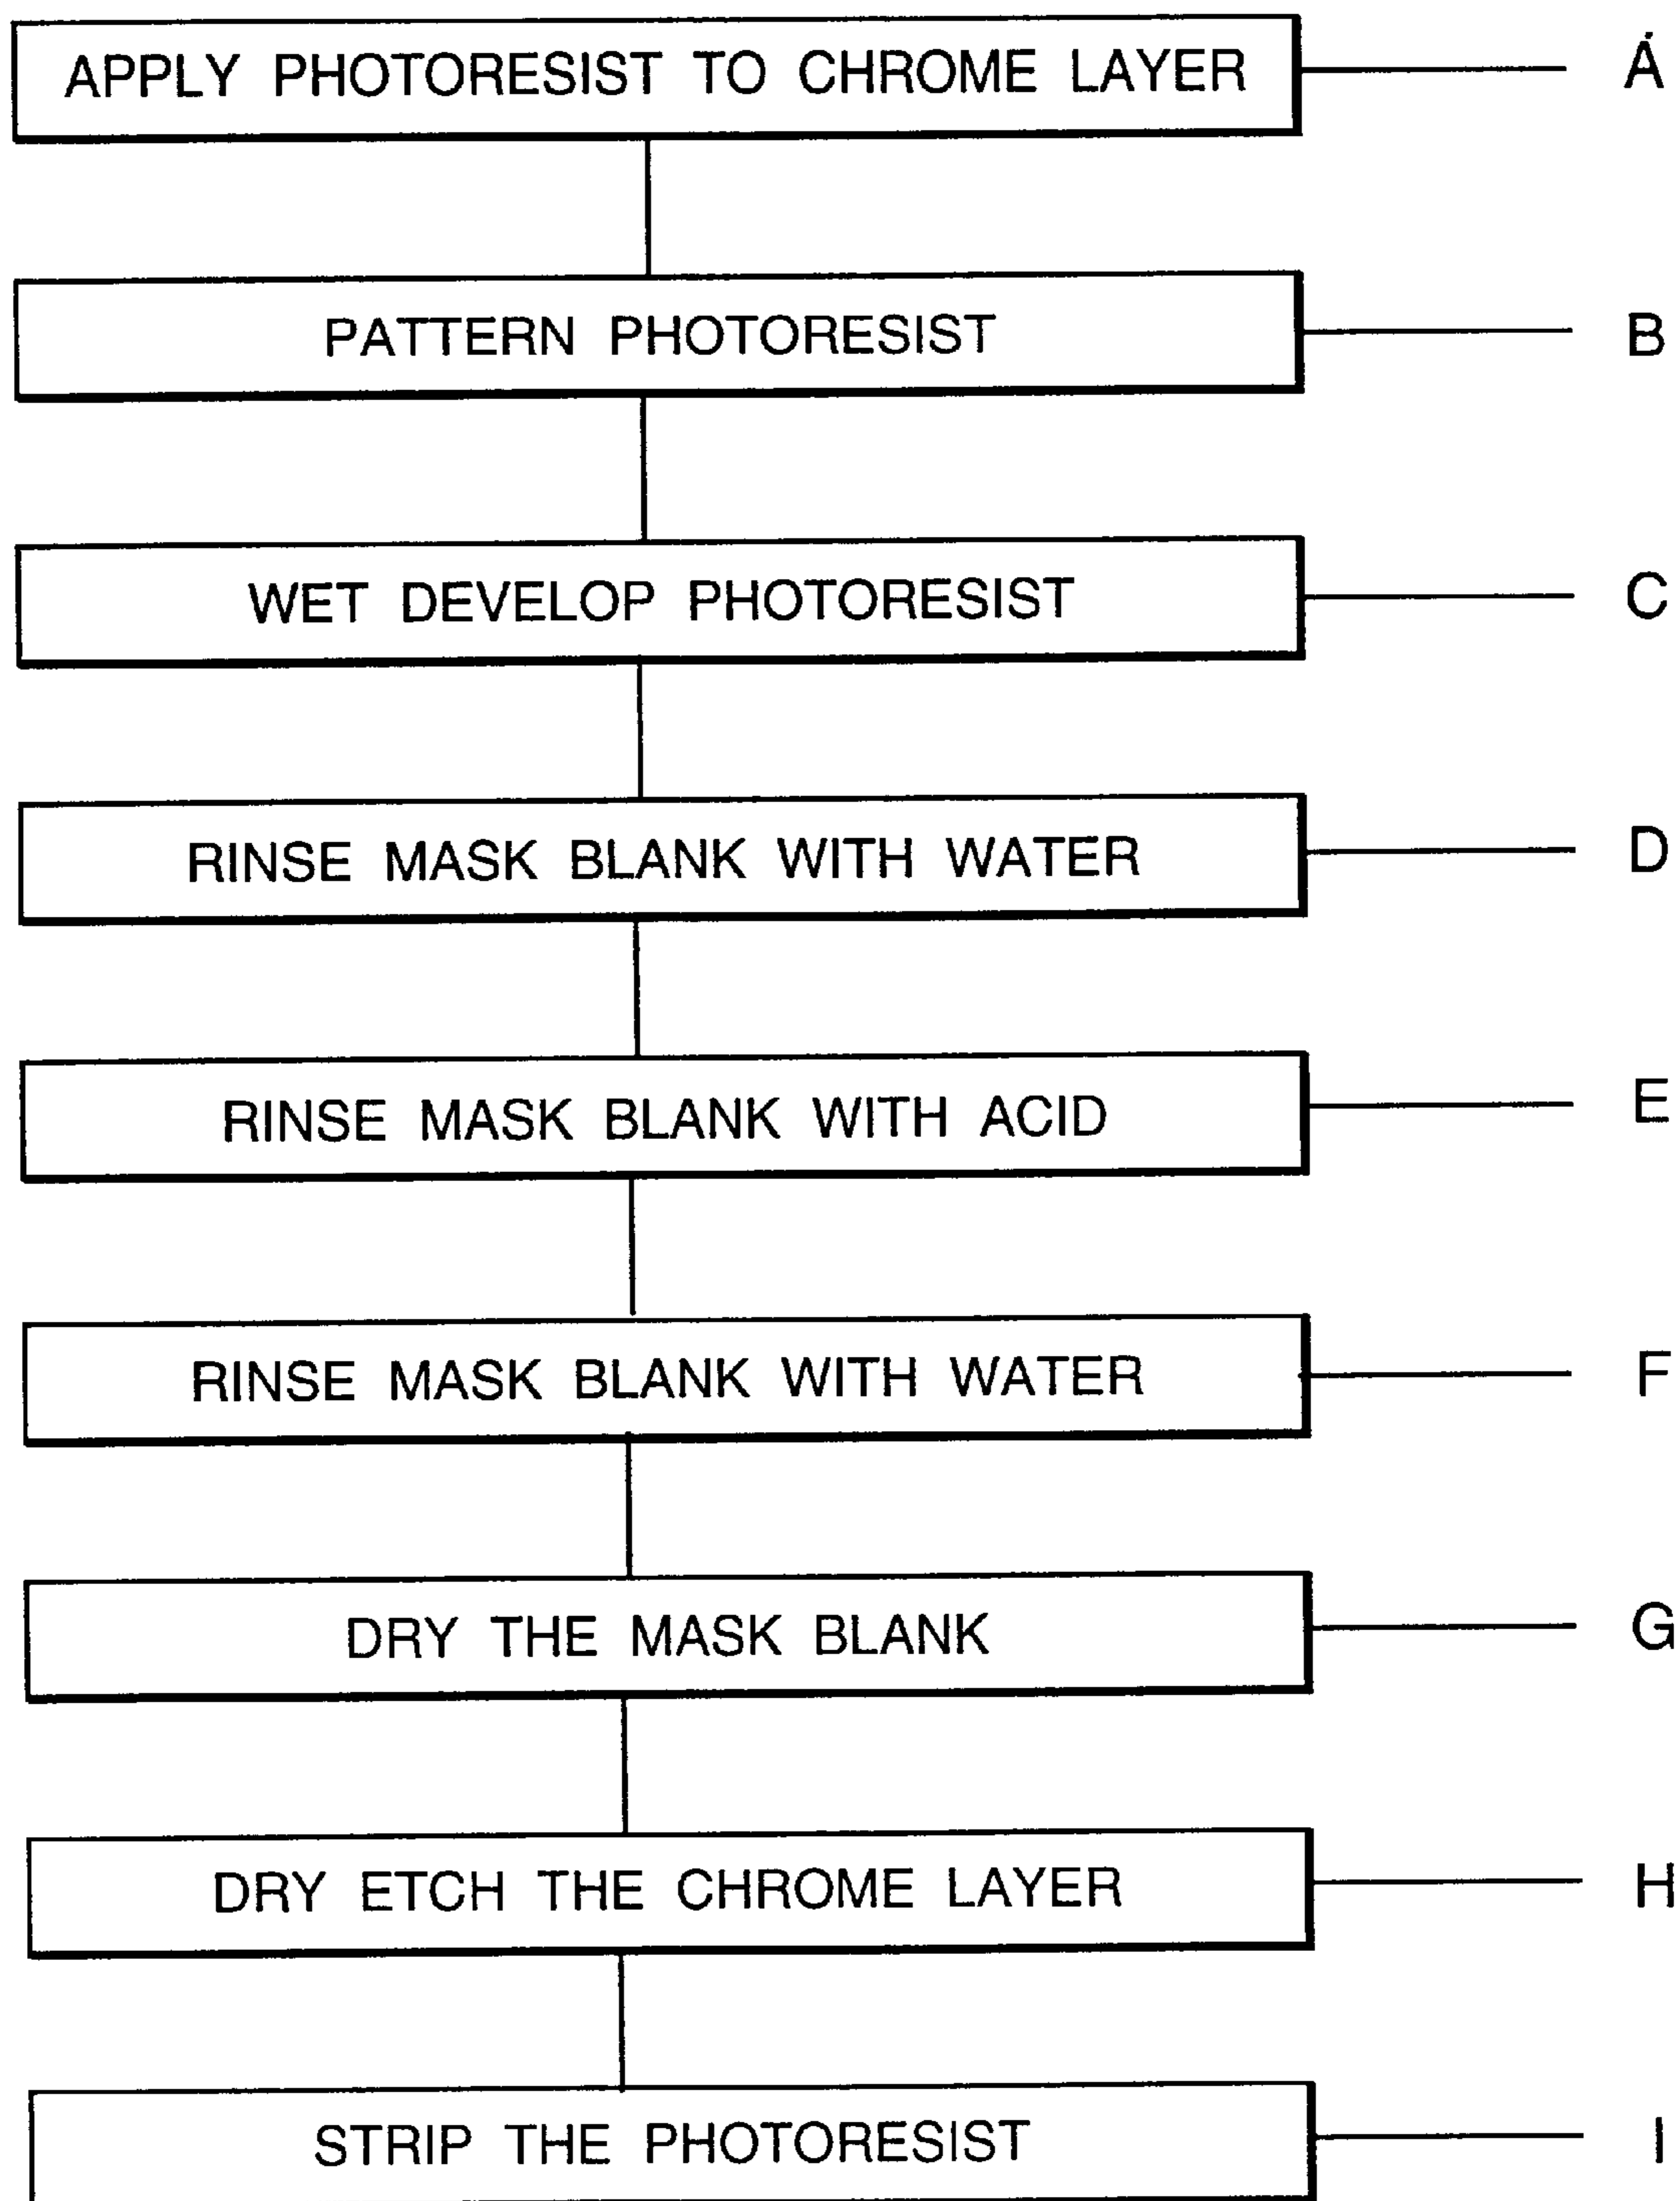 APPLY PHOTORESIST TO CHROME LAYER A
PATTERN PHOTORESIST B
WET DEVELOP PHOTORESIST C
RINSE MASK BLANK WITH WATER D
RINSE MASK BLANK WITH ACID E
RINSE MASK BLANK WITH WATER F
DRY THE MASK BLANK G
DRY ETCH THE CHROME LAYER H
STRIP THE PHOTORESIST I